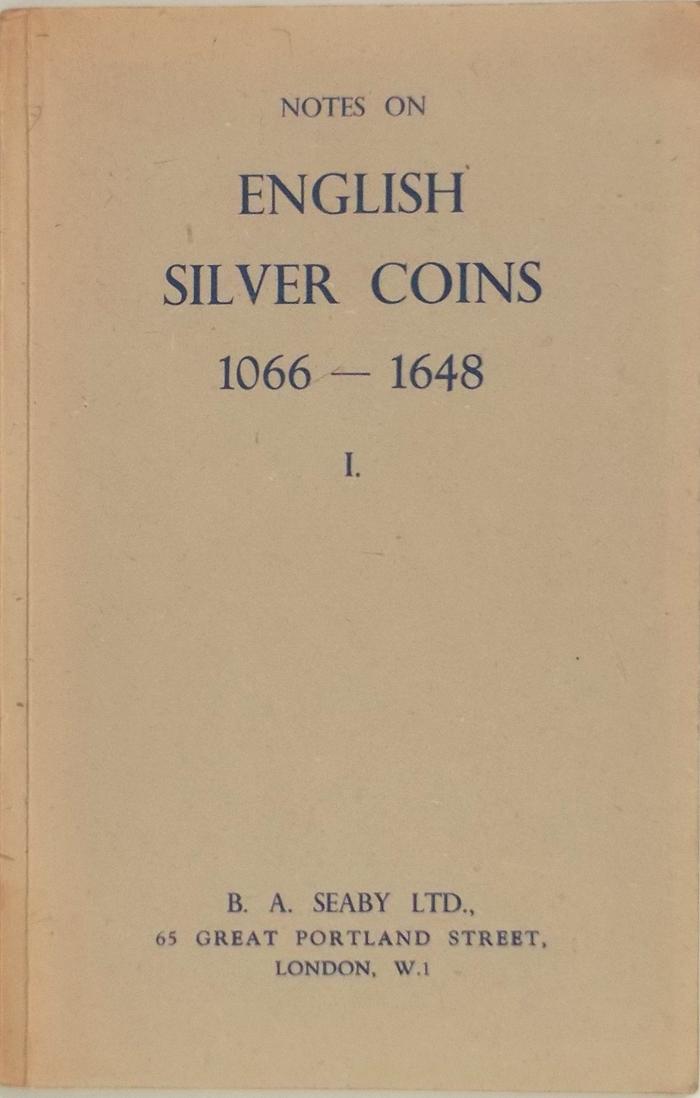 NOTES ON
ENGLISH
SILVER COINS
1066 — 1648
I.
B. A. SEABY LTD.,
65 GREAT PORTLAND STREET,
LONDON, W.1